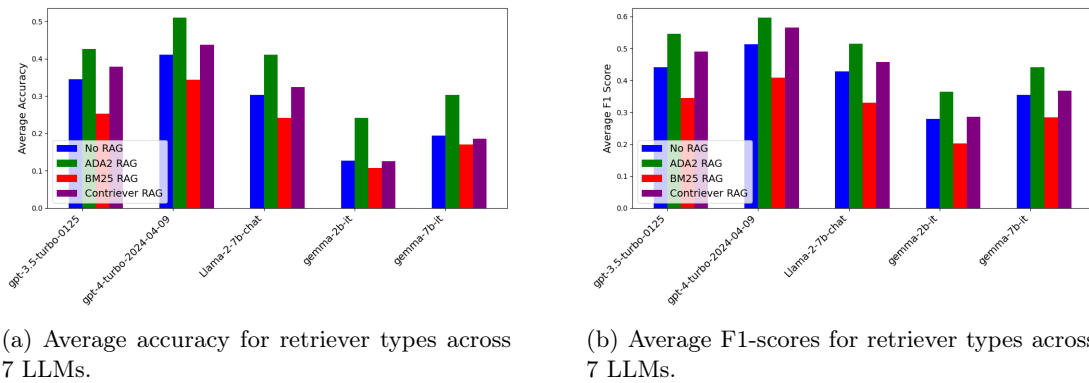 Average Accuracy
0.5
0.4
0.3
0.2
0.1
0.0
No RAG
ADA2 RAG
BM25 RAG
Contriever RAG
gpt-3.5-turbo-0125
gpt-4-turbo-2024-04-09
Llama-2-7b-chat
gemma-2b-it
gemma-7b-it
(a) Average accuracy for retriever types across
7 LLMs.
Average F1 Score
0.6
0.5
0.4
0.3
0.2
0.1
0.0
No RAG
ADA2 RAG
BM25 RAG
Contriever RAG
gpt-3.5-turbo-0125
gpt-4-turbo-2024-04-09
Llama-2-7b-chat
gemma-2b-it
gemma-7b-it
(b) Average F1-scores for retriever types across
7 LLMs.